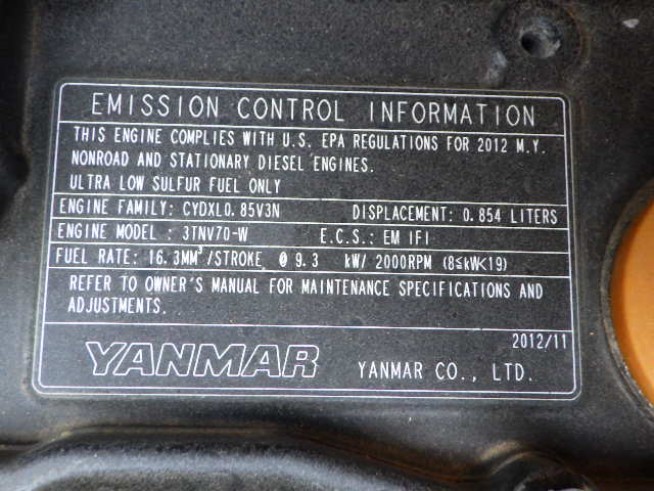 EMISSION CONTROL INFORMATION
THIS ENGINE COMPLIES WITH U.S. EPA REGULATIONS FOR 2012 M.Y.
NONROAD AND STATIONARY DIESEL ENGINES.
ULTRA LOW SULFUR FUEL ONLY
ENGINE FAMILY: CYDXL0.85V3N DISPLACEMENT: 0.854 LITERS
ENGINE MODEL : 3TNV70-W E.C.S.: EM IFI
FUEL RATE: 16.3MM³/STROKE @ 9.3 kW/ 2000RPM (8≦kW<19)
REFER TO OWNER'S MANUAL FOR MAINTENANCE SPECIFICATIONS AND
ADJUSTMENTS.
2012/11
YANMAR YANMAR CO., LTD.